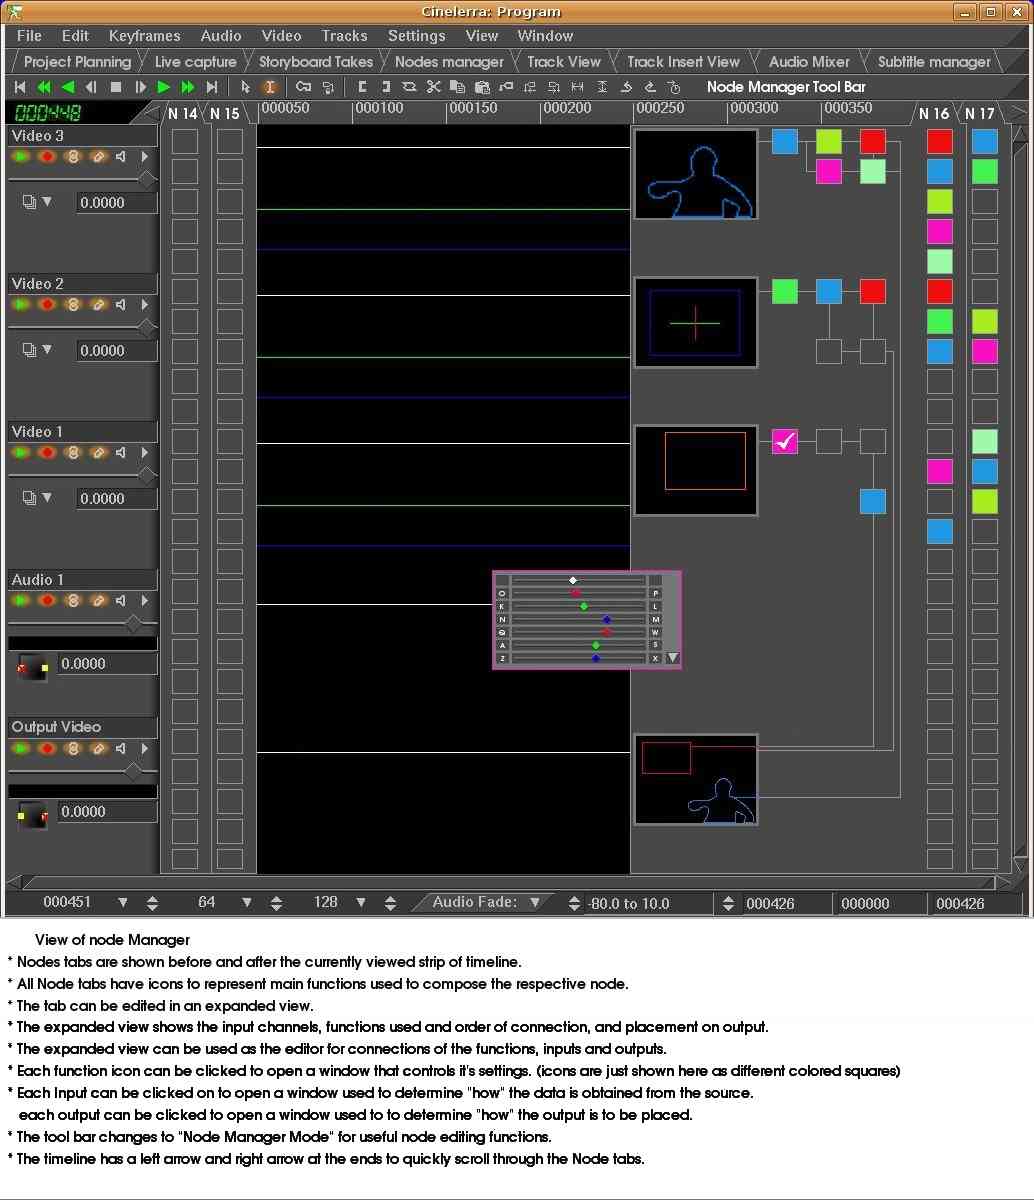 Cinelerra: Program
File Edit Keyframes Audio Video Tracks Settings View Window
Project Planning Live capture Storyboard Takes Nodes manager Track View Track Insert View Audio Mixer Subtitle manager
Node Manager Tool Bar
000448 N 14 N 15 000050 000100 000150 000200 000250 000300 000350 N 16 N 17
Video 3
0.0000
Video 2
0.0000
Video 1
0.0000
Audio 1
O P
K L
N M
Q W
A S
Z X
0.0000
Output Video
0.0000
000451 64 128 Audio Fade: -80.0 to 10.0 000426 000000 000426
View of node Manager
* Nodes tabs are shown before and after the currently viewed strip of timeline.
* All Node tabs have icons to represent main functions used to compose the respective node.
* The tab can be edited in an expanded view.
* The expanded view shows the input channels, functions used and order of connection, and placement on output.
* The expanded view can be used as the editor for connections of the functions, inputs and outputs.
* Each function icon can be clicked to open a window that controls it's settings. (icons are just shown here as different colored squares)
* Each Input can be clicked on to open a window used to determine "how" the data is obtained from the source.
each output can be clicked to open a window used to to determine "how" the output is to be placed.
* The tool bar changes to "Node Manager Mode" for useful node editing functions.
* The timeline has a left arrow and right arrow at the ends to quickly scroll through the Node tabs.